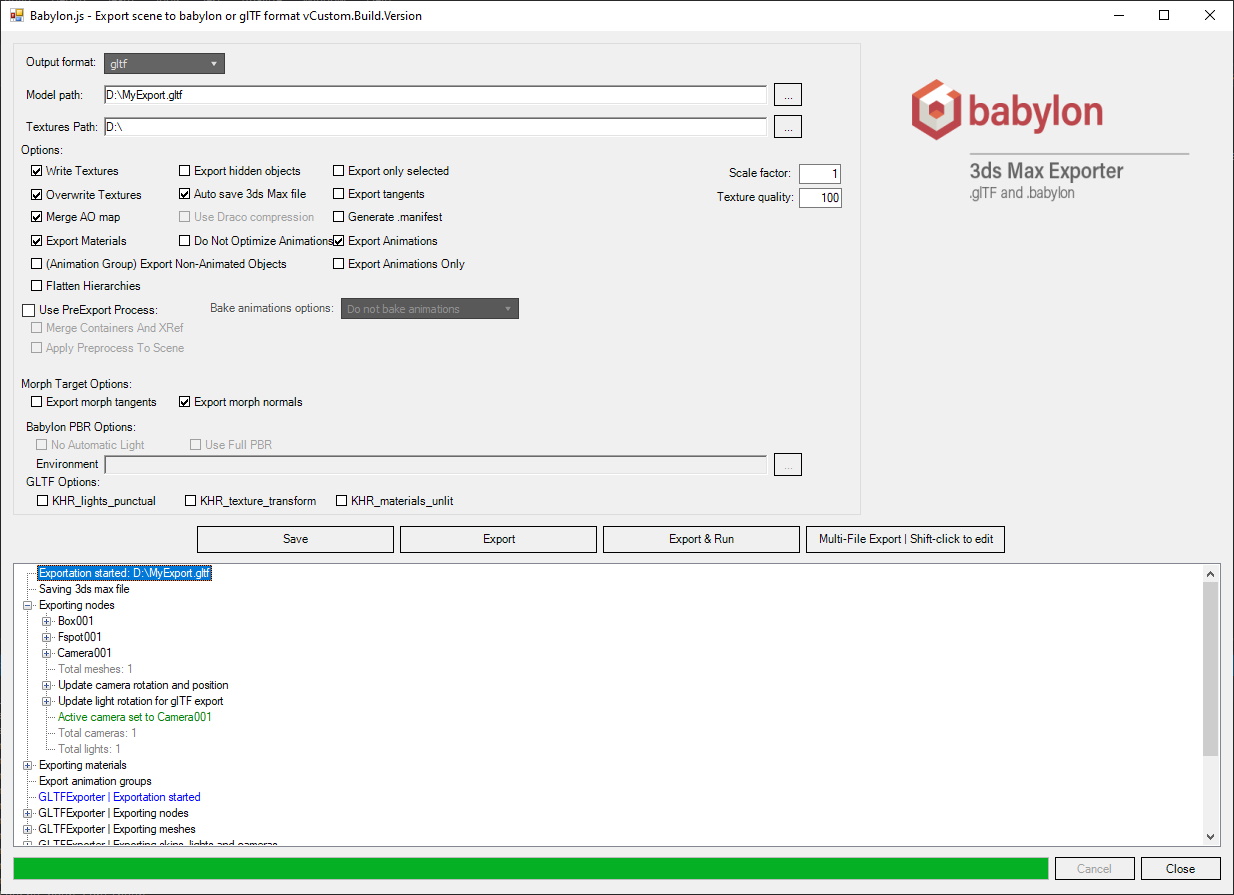 Babylon.js - Export scene to babylon or glTF format vCustom.Build.Version
Output format: gltf
Model path: D:\MyExport.gltf ...
Textures Path: D:\ ...
babylon
3ds Max Exporter
.glTF and .babylon
Options:
Write Textures Export hidden objects Export only selected Scale factor: 1
Overwrite Textures Auto save 3ds Max file Export tangents Texture quality: 100
Merge AO map Use Draco compression Generate .manifest
Export Materials Do Not Optimize Animations Export Animations
(Animation Group) Export Non-Animated Objects Export Animations Only
Flatten Hierarchies
Use PreExport Process: Bake animations options: Do not bake animations
Merge Containers And XRef
Apply Preprocess To Scene
Morph Target Options:
Export morph tangents Export morph normals
Babylon PBR Options:
No Automatic Light Use Full PBR
Environment ...
GLTF Options:
KHR_lights_punctual KHR_texture_transform KHR_materials_unlit
Save Export Export & Run Multi-File Export | Shift-click to edit
Exportation started: D:\MyExport.gltf
Saving 3ds max file
Exporting nodes
Box001
Fspot001
Camera001
Total meshes: 1
Update camera rotation and position
Update light rotation for glTF export
Active camera set to Camera001
Total cameras: 1
Total lights: 1
Exporting materials
Export animation groups
GLTFExporter | Exportation started
GLTFExporter | Exporting nodes
GLTFExporter | Exporting meshes
GLTFExporter | Exporting skins, lights and cameras
Cancel Close